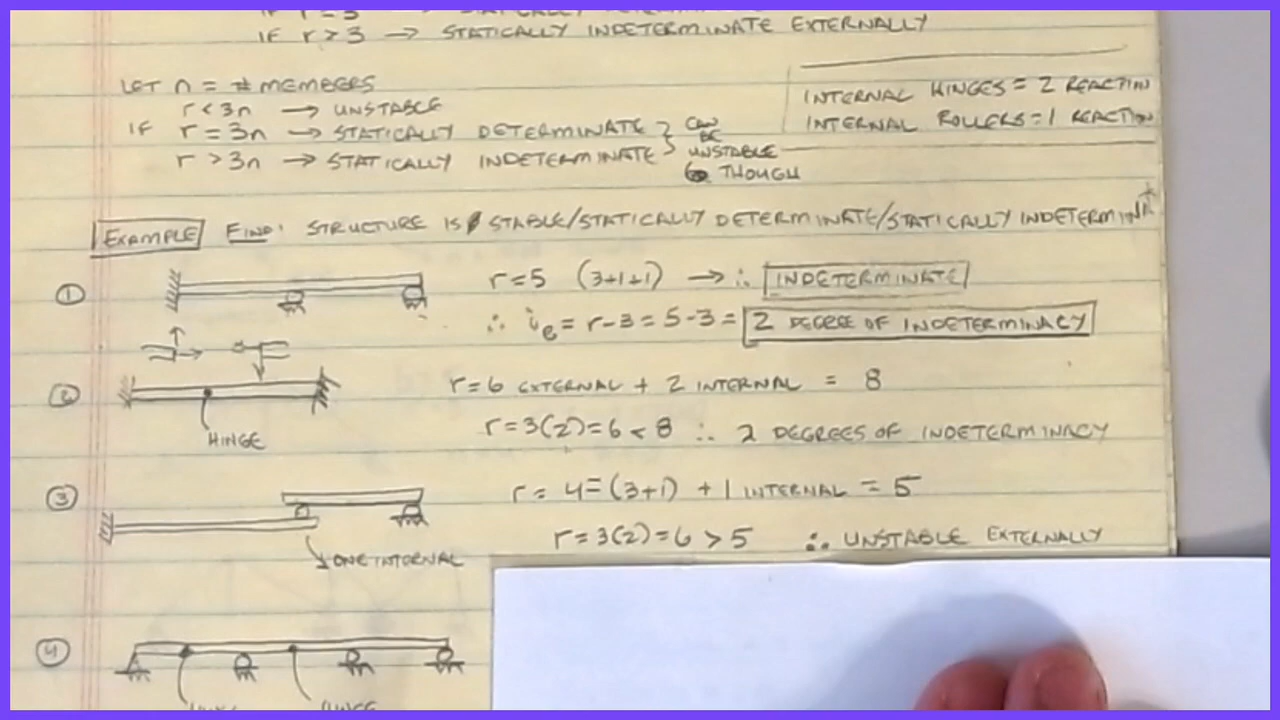 IF r > 3 → STATICALLY INDETERMINATE EXTERNALLY
LET n = # MEMBERS
r < 3n → UNSTABLE
IF r = 3n → STATICALLY DETERMINATE
r > 3n → STATICALLY INDETERMINATE
CAN
BE
UNSTABLE
THOUGH
INTERNAL HINGES = 2 REACTION
INTERNAL ROLLERS = 1 REACTION
EXAMPLE FIND: STRUCTURE IS STABLE/STATICALLY DETERMINATE/STATICALLY INDETERMINATE
① r = 5 (3+1+1) → ∴ INDETERMINATE
∴ ie = r-3 = 5-3 = 2 DEGREE OF INDETERMINACY
② r = 6 EXTERNAL + 2 INTERNAL = 8
HINGE
r = 3(2) = 6 < 8 ∴ 2 DEGREES OF INDETERMINACY
③ r = 4 = (3+1) + 1 INTERNAL = 5
r = 3(2) = 6 > 5 ∴ UNSTABLE EXTERNALLY
ONE INTERNAL
④